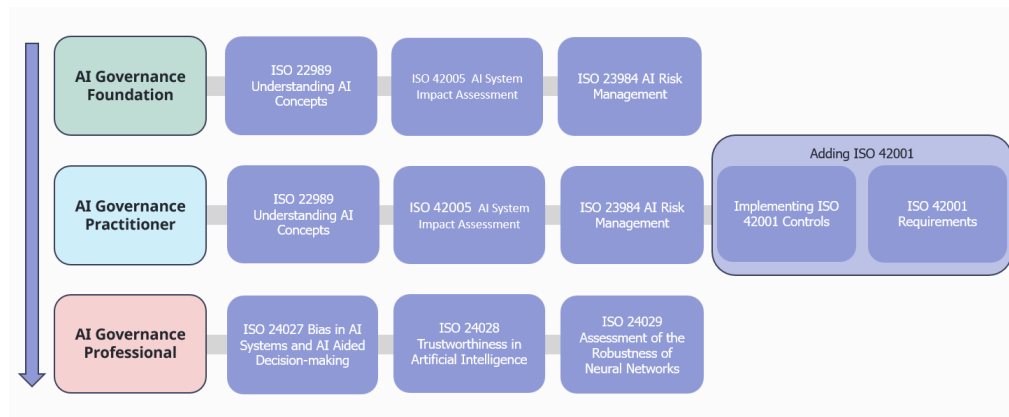 AI Governance
Foundation
ISO 22989
Understanding AI
Concepts
ISO 42005 AI System
Impact Assessment
ISO 23984 AI Risk
Management
Adding ISO 42001
AI Governance
Practitioner
ISO 22989
Understanding AI
Concepts
ISO 42005 AI System
Impact Assessment
ISO 23984 AI Risk
Management
Implementing ISO
42001 Controls
ISO 42001
Requirements
AI Governance
Professional
ISO 24027 Bias in AI
Systems and AI Aided
Decision-making
ISO 24028
Trustworthiness in
Artificial Intelligence
ISO 24029
Assessment of the
Robustness of
Neural Networks